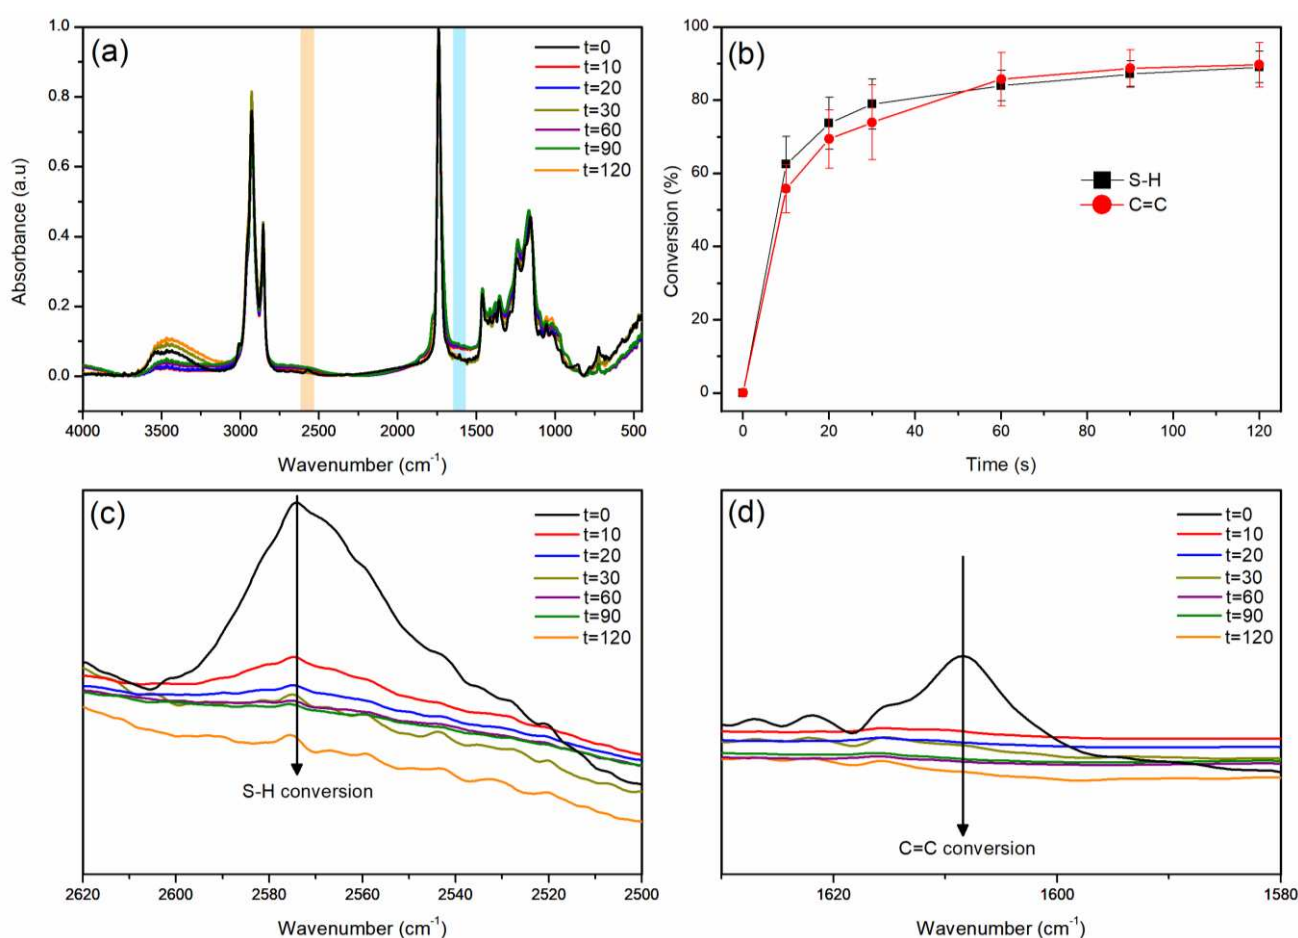 (a)
1.0
0.8
0.6
0.4
0.2
0.0
Absorbance (a.u)
t=0
t=10
t=20
t=30
t=60
t=90
t=120
4000 3500 3000 2500 2000 1500 1000 500
Wavenumber (cm⁻¹)
(b)
100
80
60
40
20
0
Conversion (%)
S-H
C=C
0 20 40 60 80 100 120
Time (s)
(c)
t=0
t=10
t=20
t=30
t=60
t=90
t=120
S-H conversion
2620 2600 2580 2560 2540 2520 2500
Wavenumber (cm⁻¹)
(d)
t=0
t=10
t=20
t=30
t=60
t=90
t=120
C=C conversion
1620 1600 1580
Wavenumber (cm⁻¹)